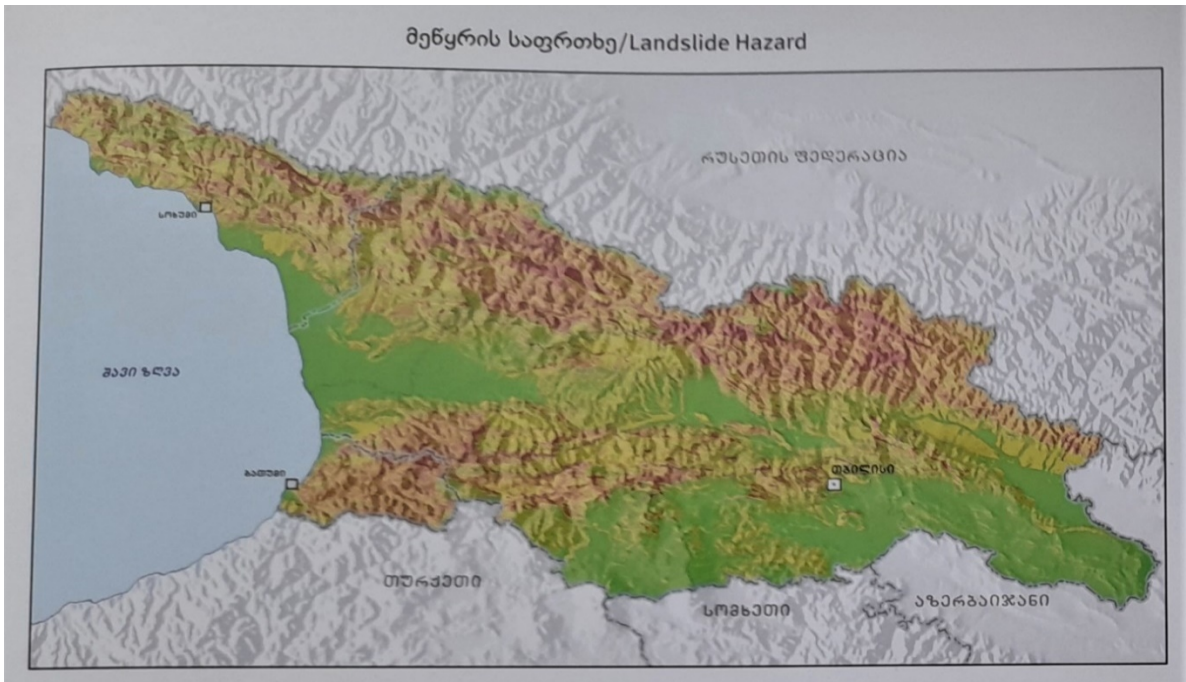 მეწყრის საფრთხე/Landslide Hazard
რუსეთის ფედერაცია
სოხუმი
შავი ზღვა
ბათუმი
თბილისი
თურქეთი
სომხეთი
აზერბაიჯანი